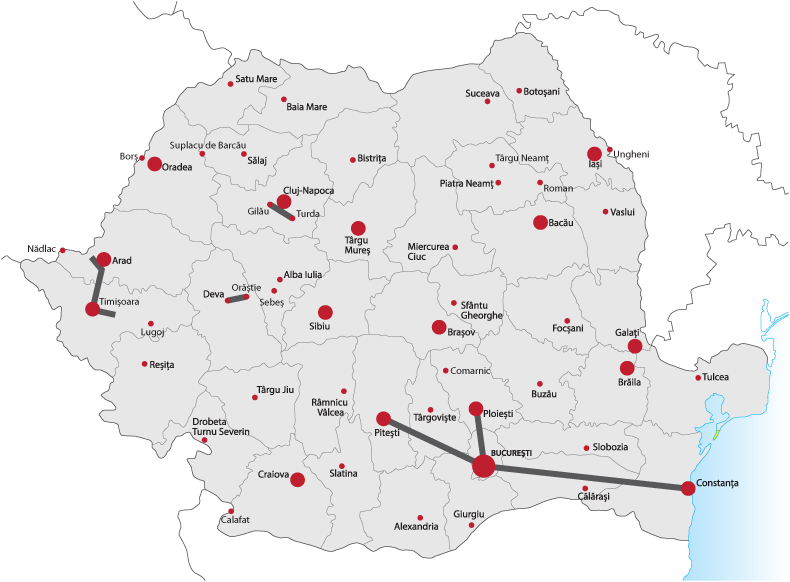 Satu Mare
Baia Mare
Suceava
Botoșani
Borș
Oradea
Suplacu de Barcău
Sălaj
Bistrița
Târgu Neamț
Iași
Ungheni
Piatra Neamț
Roman
Cluj-Napoca
Gilău
Turda
Bacău
Vaslui
Târgu
Mureș
Miercurea
Ciuc
Nădlac
Arad
Alba Iulia
Orăștie
Deva
Sebeș
Timișoara
Lugoj
Sibiu
Sfântu
Gheorghe
Brașov
Focșani
Galați
Reșița
Comarnic
Brăila
Tulcea
Târgu Jiu
Râmnicu
Vâlcea
Buzău
Târgoviște
Ploiești
Pitești
Drobeta
Turnu Severin
BUCUREȘTI
Slobozia
Craiova
Slatina
Constanța
Călărași
Calafat
Alexandria
Giurgiu